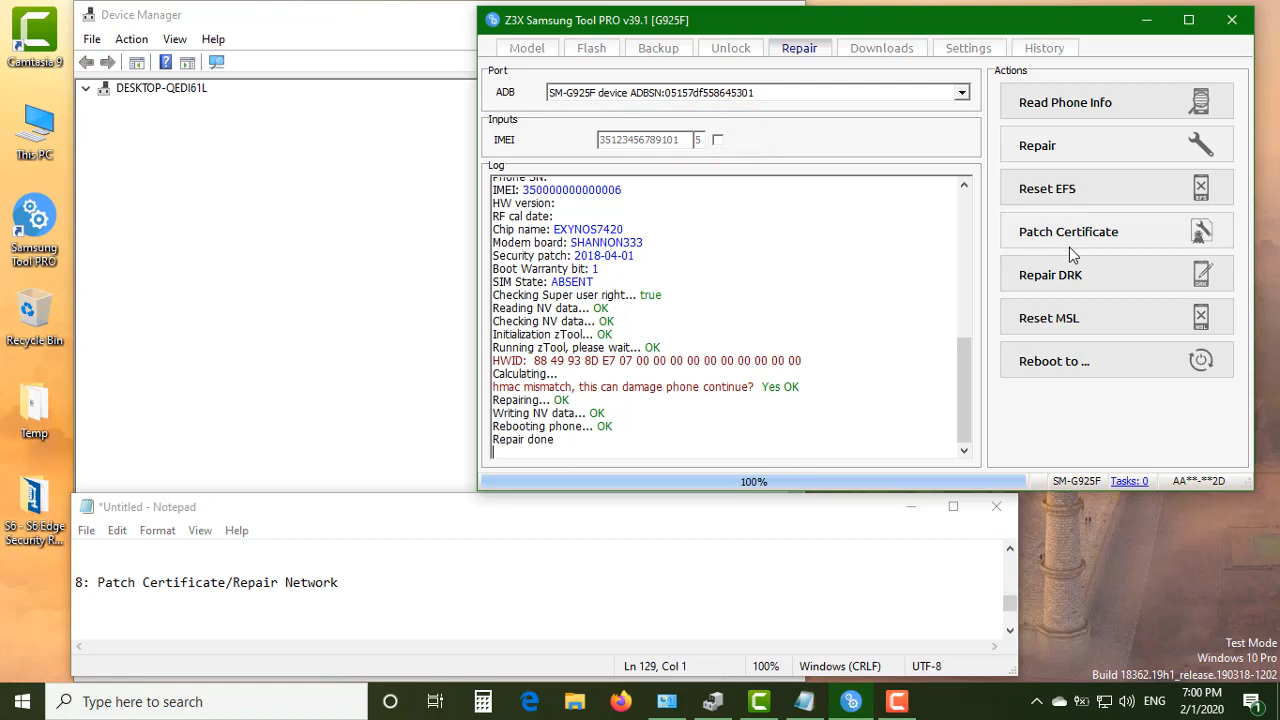 Camtasia 9
This PC
Samsung
Tool PRO
Recycle Bin
Temp
S6 - S6 Edge
Security R...
Device Manager
File Action View Help
DESKTOP-QEDI61L
Z3X Samsung Tool PRO v39.1 [G925F]
Model Flash Backup Unlock Repair Downloads Settings History
Port
ADB SM-G925F device ADBSN:05157df558645301
Inputs
IMEI 35123456789101 5
Log
Phone SN:
IMEI: 350000000000006
HW version:
RF cal date:
Chip name: EXYNOS7420
Modem board: SHANNON333
Security patch: 2018-04-01
Boot Warranty bit: 1
SIM State: ABSENT
Checking Super user right... true
Reading NV data... OK
Checking NV data... OK
Initialization zTool... OK
Running zTool, please wait... OK
HWID: 88 49 93 8D E7 07 00 00 00 00 00 00 00 00 00 00
Calculating...
hmac mismatch, this can damage phone continue? Yes OK
Repairing... OK
Writing NV data... OK
Rebooting phone... OK
Repair done
Actions
Read Phone Info
Repair
Reset EFS
EFS
Patch Certificate
Repair DRK
DRK
Reset MSL
MSL
Reboot to ...
100% SM-G925F Tasks: 0 AA**-**2D
*Untitled - Notepad
File Edit Format View Help
8: Patch Certificate/Repair Network
Ln 129, Col 1 100% Windows (CRLF) UTF-8
Test Mode
Windows 10 Pro
Build 18362.19h1_release.190318-1202
Type here to search
ENG
7:00 PM
2/1/2020
1